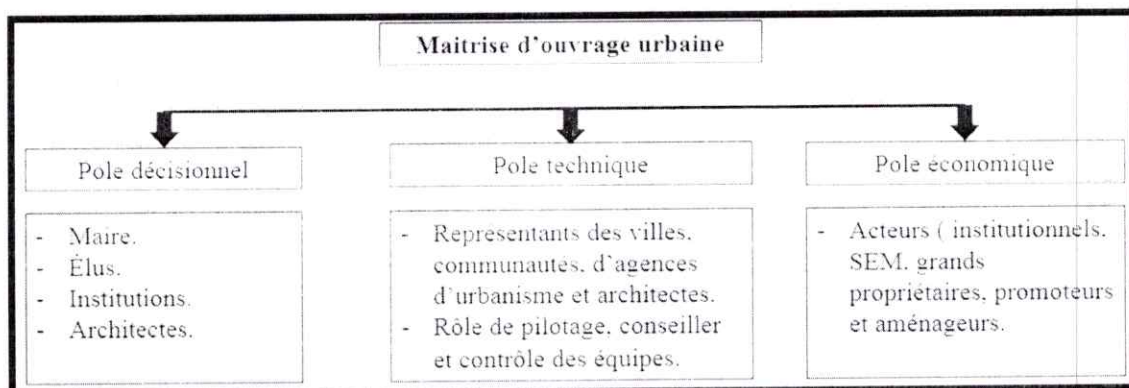 Maitrise d'ouvrage urbaine
Pole décisionnel
Pole technique
Pole économique
- Maire.
- Élus.
- Institutions.
- Architectes.
- Representants des villes,
communautes, d'agences
d'urbanisme et architectes.
- Rôle de pilotage, conseiller
et contrôle des équipes.
- Acteurs ( institutionnels,
SEM, grands
propriétaires, promoteurs
et aménageurs.